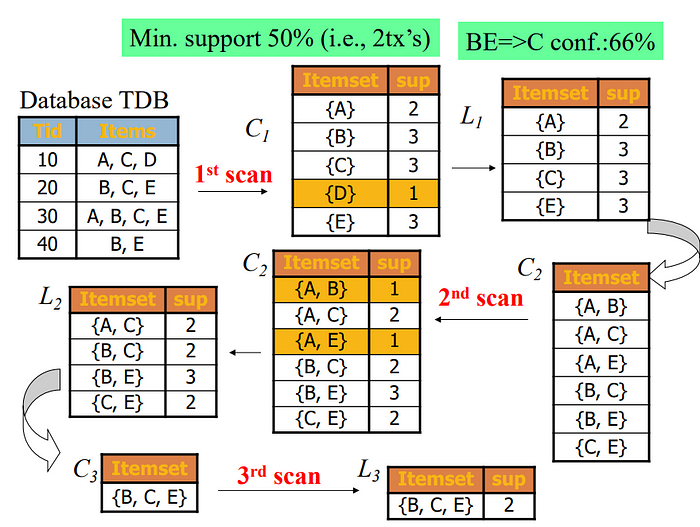 Min. support 50% (i.e., 2tx’s)
BE=>C conf.:66%
Database TDB
Tid Items
10 A, C, D
20 B, C, E
30 A, B, C, E
40 B, E
1st scan
C1
Itemset sup
{A} 2
{B} 3
{C} 3
{D} 1
{E} 3
L1
Itemset sup
{A} 2
{B} 3
{C} 3
{E} 3
C2
Itemset
{A, B}
{A, C}
{A, E}
{B, C}
{B, E}
{C, E}
2nd scan
C2
Itemset sup
{A, B} 1
{A, C} 2
{A, E} 1
{B, C} 2
{B, E} 3
{C, E} 2
L2
Itemset sup
{A, C} 2
{B, C} 2
{B, E} 3
{C, E} 2
C3
Itemset
{B, C, E}
3rd scan
L3
Itemset sup
{B, C, E} 2